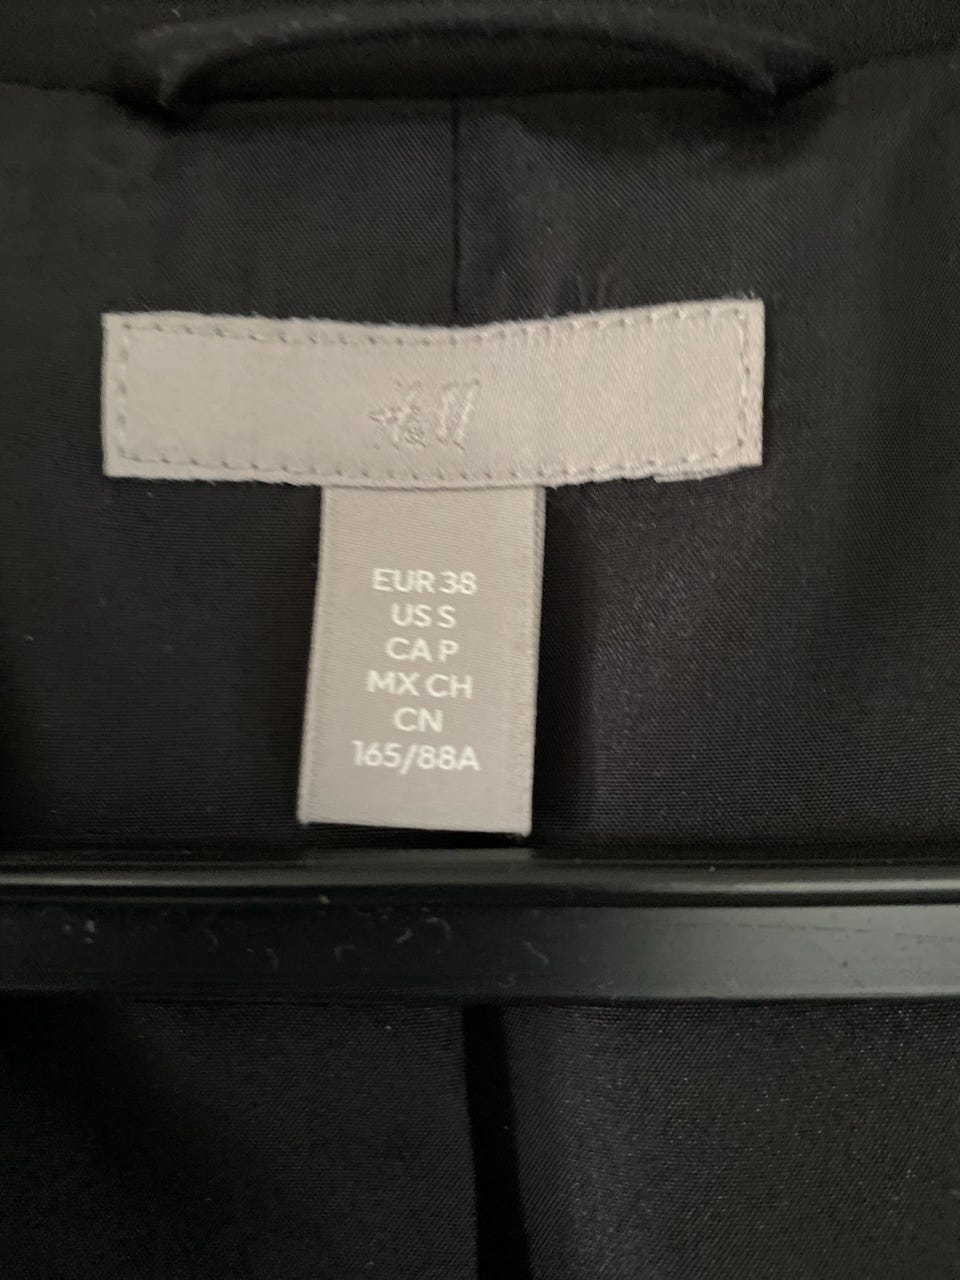 H&M
EUR 38
US S
CA P
MX CH
CN
165/88A